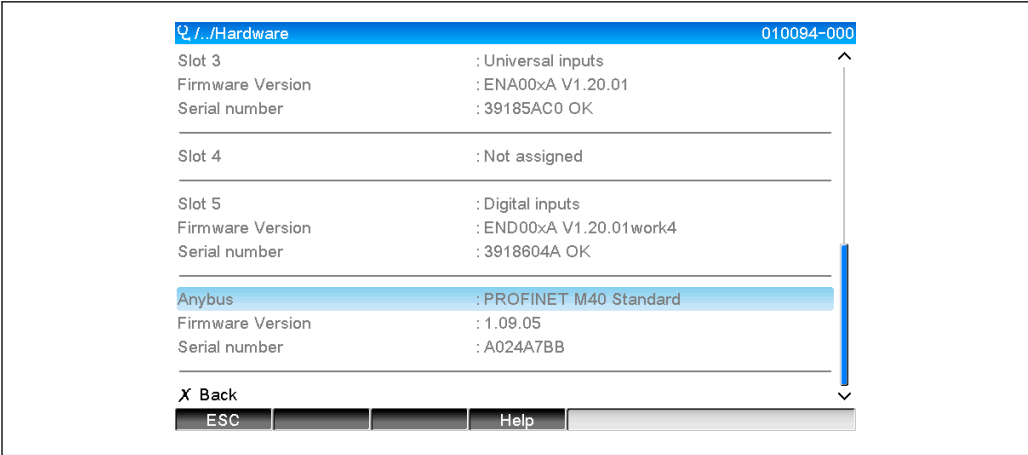 /../Hardware 010094-000
Slot 3 : Universal inputs
Firmware Version : ENA00xA V1.20.01
Serial number : 39185AC0 OK
Slot 4 : Not assigned
Slot 5 : Digital inputs
Firmware Version : END00xA V1.20.01work4
Serial number : 3918604A OK
Anybus : PROFINET M40 Standard
Firmware Version : 1.09.05
Serial number : A024A7BB
X Back
ESC Help